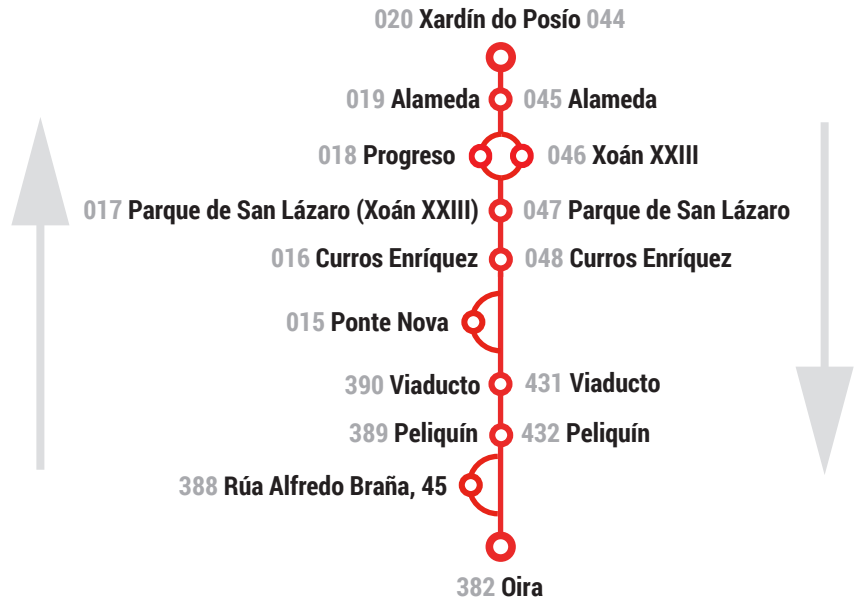 020 Xardín do Posío 044
019 Alameda 045 Alameda
018 Progreso 046 Xoán XXIII
017 Parque de San Lázaro (Xoán XXIII) 047 Parque de San Lázaro
016 Curros Enríquez 048 Curros Enríquez
015 Ponte Nova
390 Viaducto 431 Viaducto
389 Peliquín 432 Peliquín
388 Rúa Alfredo Braña, 45
382 Oira